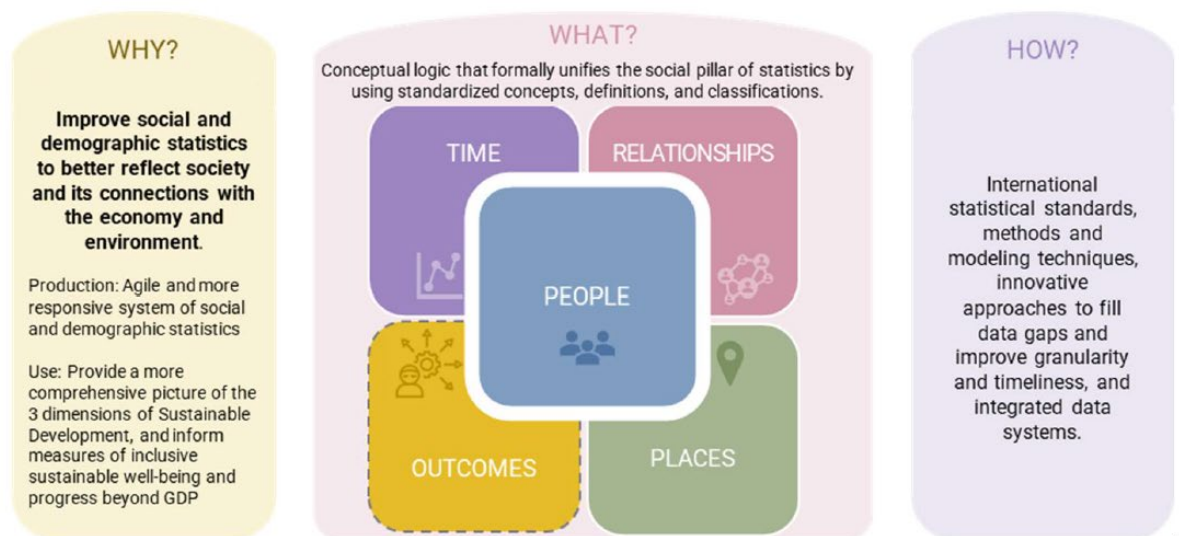 WHY?
Improve social and
demographic statistics
to better reflect society
and its connections with
the economy and
environment.
Production: Agile and more
responsive system of social
and demographic statistics
Use: Provide a more
comprehensive picture of the
3 dimensions of Sustainable
Development, and inform
measures of inclusive
sustainable well-being and
progress beyond GDP
WHAT?
Conceptual logic that formally unifies the social pillar of statistics by
using standardized concepts, definitions, and classifications.
TIME
RELATIONSHIPS
PEOPLE
OUTCOMES
PLACES
HOW?
International
statistical standards,
methods and
modeling techniques,
innovative
approaches to fill
data gaps and
improve granularity
and timeliness, and
integrated data
systems.